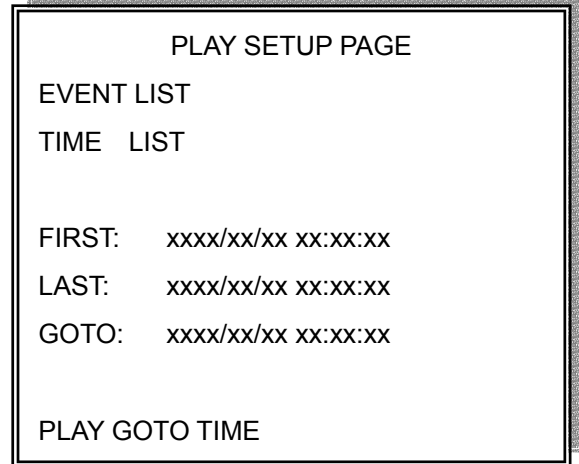 PLAY SETUP PAGE
EVENT LIST
TIME LIST
FIRST: xxxx/xx/xx xx:xx:xx
LAST: xxxx/xx/xx xx:xx:xx
GOTO: xxxx/xx/xx xx:xx:xx
PLAY GOTO TIME